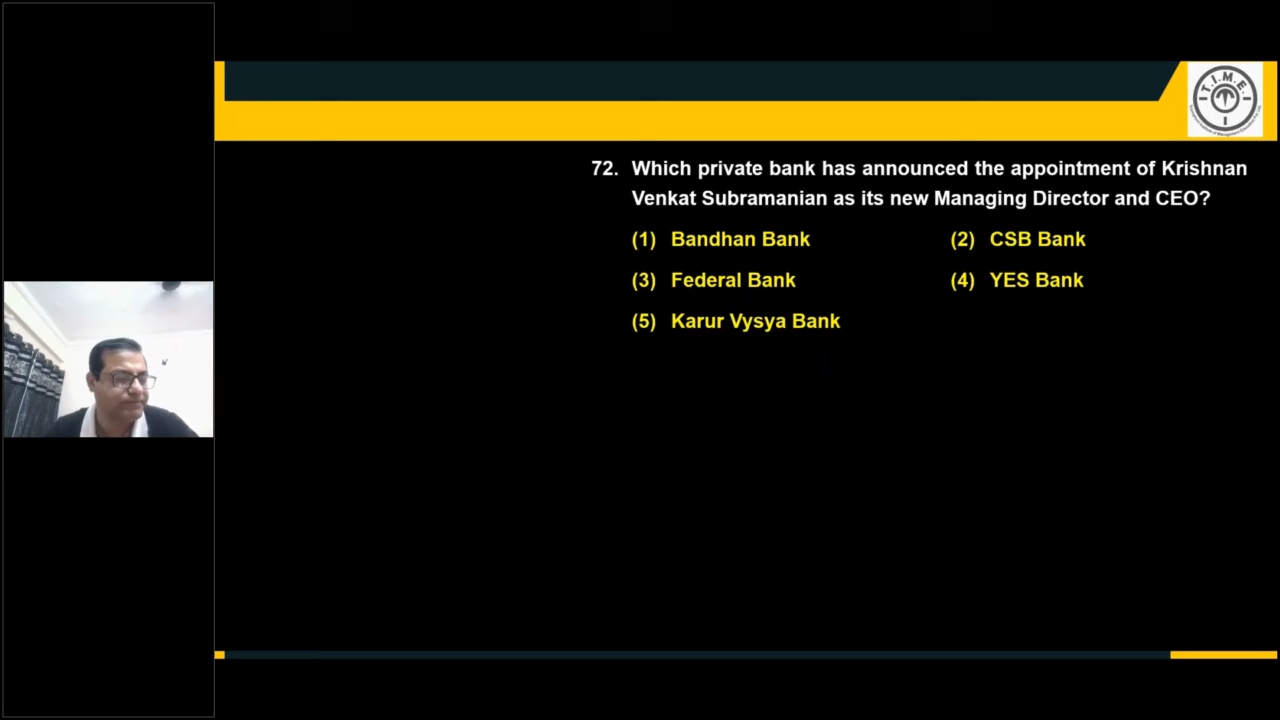 T.I.M.E.
72. Which private bank has announced the appointment of Krishnan
Venkat Subramanian as its new Managing Director and CEO?
(1) Bandhan Bank (2) CSB Bank
(3) Federal Bank (4) YES Bank
(5) Karur Vysya Bank